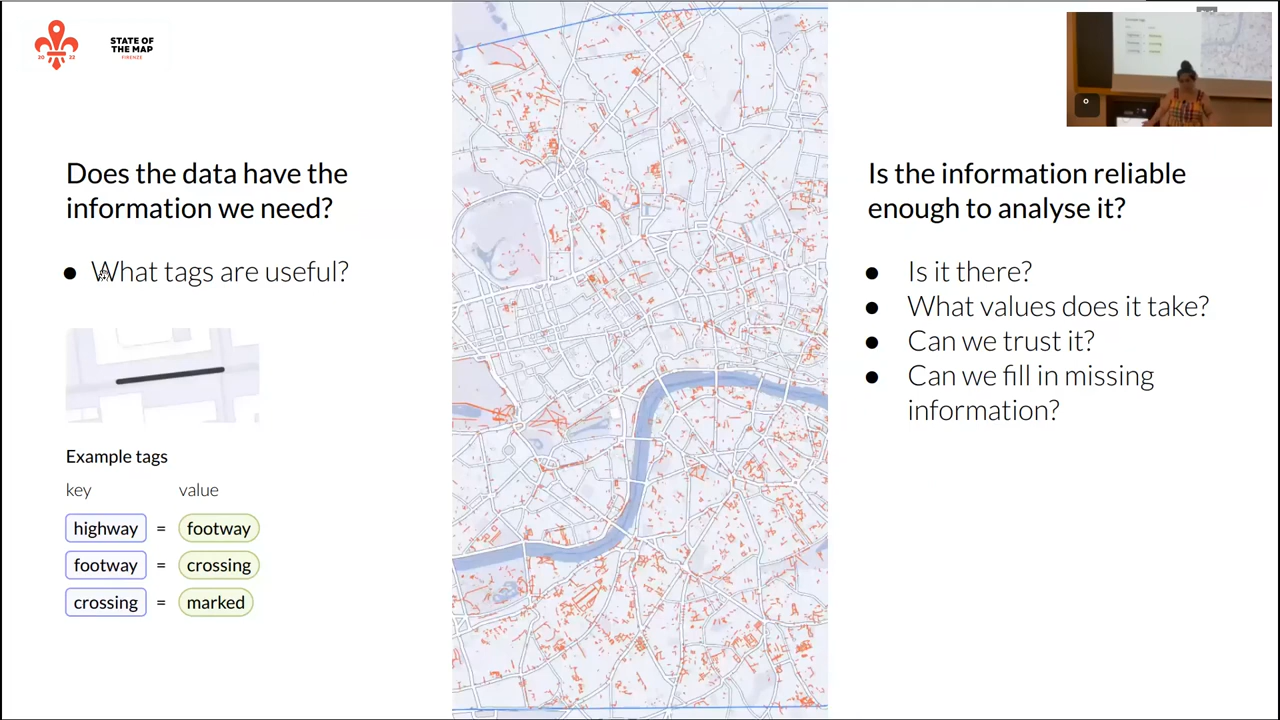 20 22
STATE OF
THE MAP
FIRENZE
Does the data have the
information we need?
● What tags are useful?
Example tags
key value
highway = footway
footway = crossing
crossing = marked
Is the information reliable
enough to analyse it?
● Is it there?
● What values does it take?
● Can we trust it?
● Can we fill in missing
information?